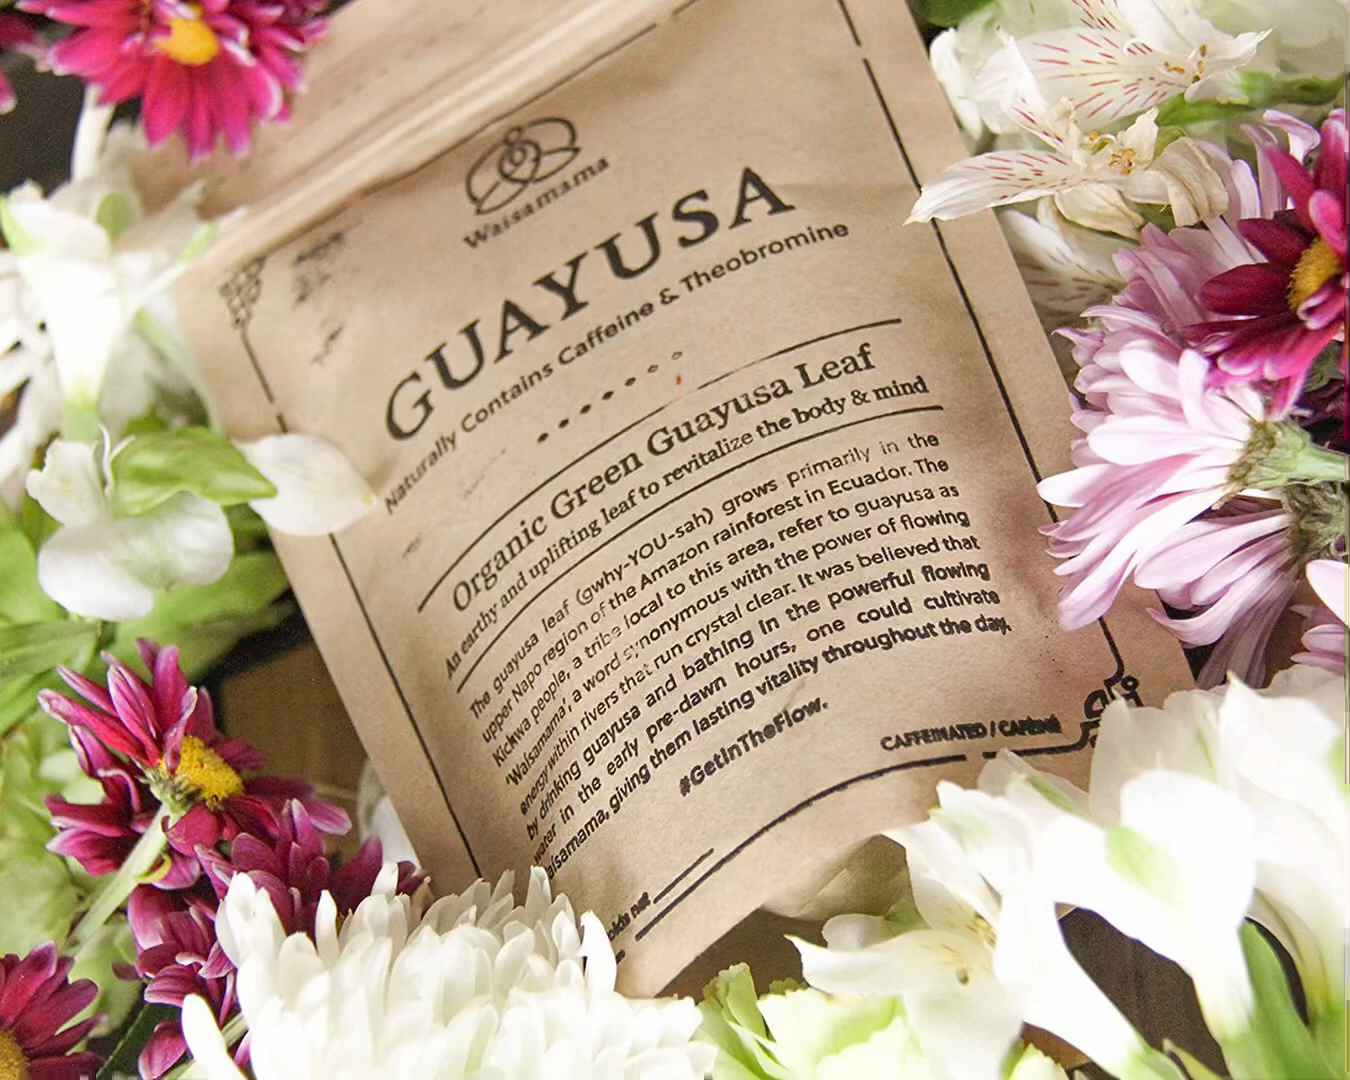 Waisamama
GUAYUSA
Naturally Contains Caffeine & Theobromine
Organic Green Guayusa Leaf
An earthy and uplifting leaf to revitalize the body & mind
The guayusa leaf (gwhy-YOU-sah) grows primarily in the
upper Napo region of the Amazon rainforest in Ecuador. The
Kichwa people, a tribe local to this area, refer to guayusa as
'Waisamama', a word synonymous with the power of flowing
energy within rivers that run crystal clear. It was believed that
by drinking guayusa and bathing in the powerful flowing
water in the early pre-dawn hours, one could cultivate
waisamama, giving them lasting vitality throughout the day.
#GetInTheFlow.
CAFFEINATED / CAFÉINÉ